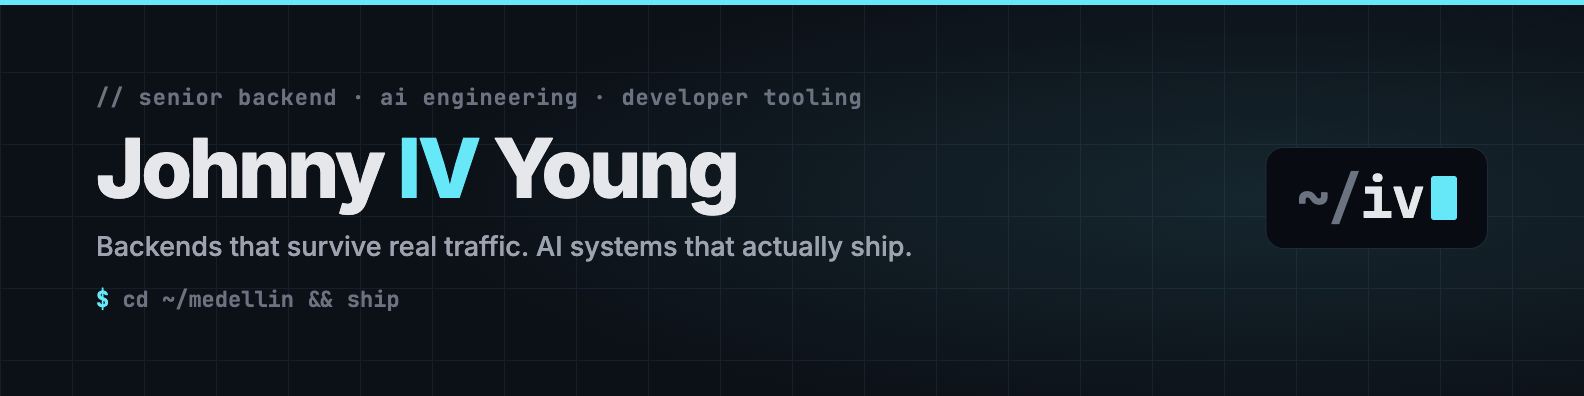 // senior backend · ai engineering · developer tooling
Johnny IV Young
Backends that survive real traffic. AI systems that actually ship.
$ cd ~/medellin && ship
~/iv